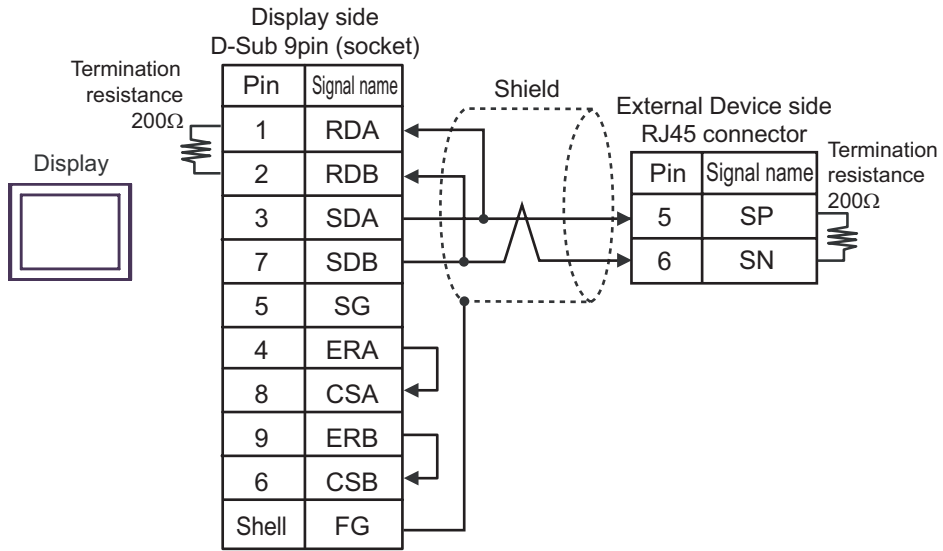 Display side
D-Sub 9pin (socket)
Termination
resistance
200Ω
Display
Pin Signal name
1 RDA
2 RDB
3 SDA
7 SDB
5 SG
4 ERA
8 CSA
9 ERB
6 CSB
Shell FG
Shield
External Device side
RJ45 connector
Pin Signal name
5 SP
6 SN
Termination
resistance
200Ω